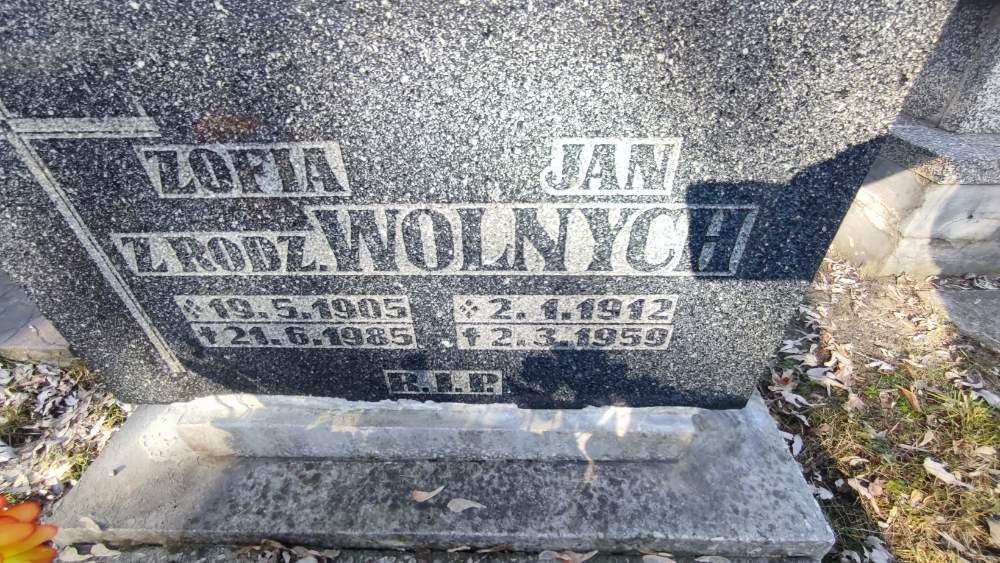 ZOFIA JAN
Z RODZ. WOLNYCH
* 19.5.1905 * 2.1.1912
† 21.6.1985 † 2.3.1959
R.I.P.